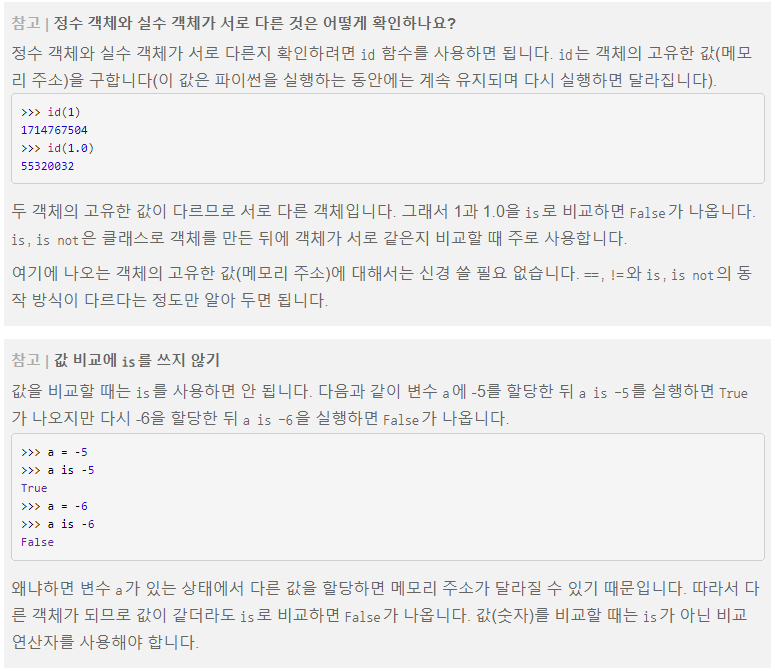 참고 | 정수 객체와 실수 객체가 서로 다른 것은 어떻게 확인하나요?
정수 객체와 실수 객체가 서로 다른지 확인하려면 id 함수를 사용하면 됩니다. id는 객체의 고유한 값(메모
리 주소)을 구합니다(이 값은 파이썬을 실행하는 동안에는 계속 유지되며 다시 실행하면 달라집니다).
>>> id(1)
1714767504
>>> id(1.0)
55320032
두 객체의 고유한 값이 다르므로 서로 다른 객체입니다. 그래서 1과 1.0을 is로 비교하면 False가 나옵니다.
is, is not은 클래스로 객체를 만든 뒤에 객체가 서로 같은지 비교할 때 주로 사용합니다.
여기에 나오는 객체의 고유한 값(메모리 주소)에 대해서는 신경 쓸 필요 없습니다. ==, !=와 is, is not의 동
작 방식이 다르다는 정도만 알아 두면 됩니다.
참고 | 값 비교에 is를 쓰지 않기
값을 비교할 때는 is를 사용하면 안 됩니다. 다음과 같이 변수 a에 -5를 할당한 뒤 a is -5를 실행하면 True
가 나오지만 다시 -6을 할당한 뒤 a is -6을 실행하면 False가 나옵니다.
>>> a = -5
>>> a is -5
True
>>> a = -6
>>> a is -6
False
왜냐하면 변수 a가 있는 상태에서 다른 값을 할당하면 메모리 주소가 달라질 수 있기 때문입니다. 따라서 다
른 객체가 되므로 값이 같더라도 is로 비교하면 False가 나옵니다. 값(숫자)를 비교할 때는 is가 아닌 비교
연산자를 사용해야 합니다.